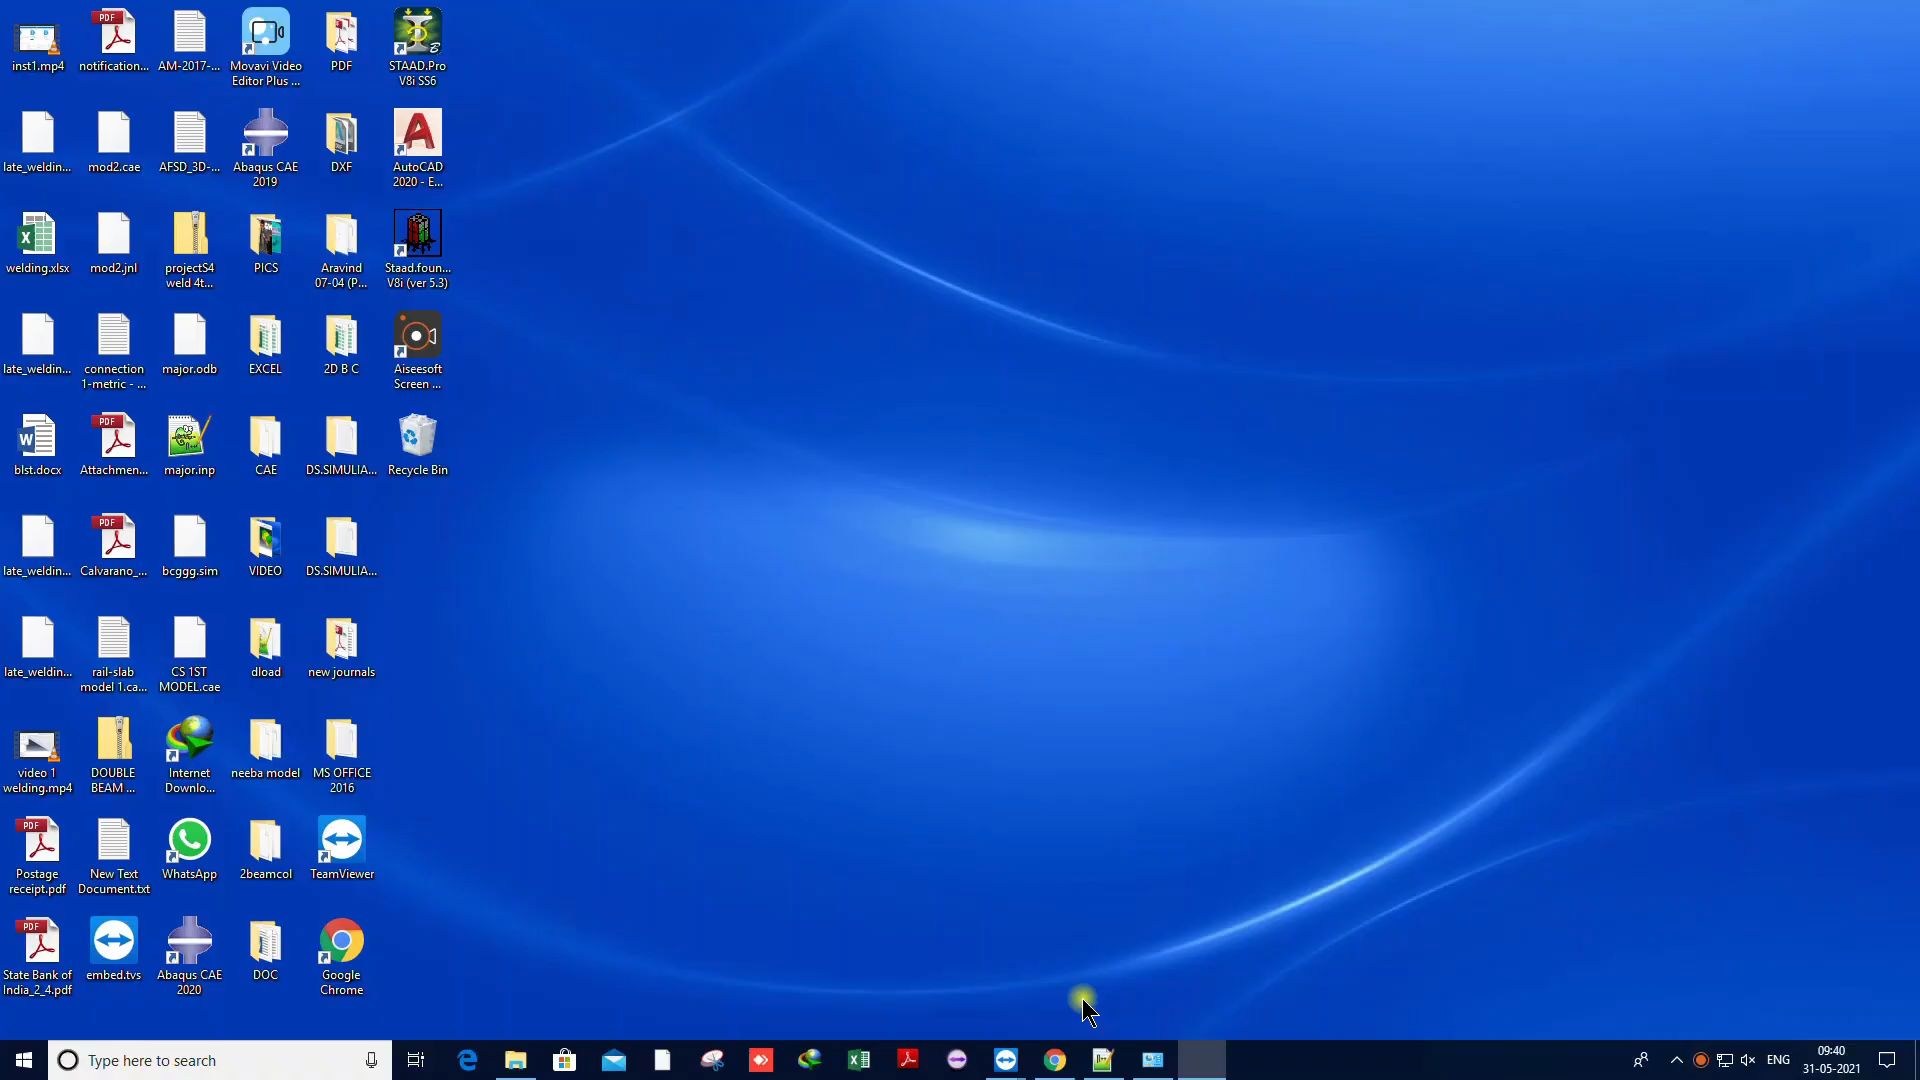 inst1.mp4
notification...
AM-2017-...
Movavi Video
Editor Plus ...
PDF
STAAD.Pro
V8i SS6
late_weldin...
mod2.cae
AFSD_3D-...
Abaqus CAE
2019
DXF
AutoCAD
2020 - E...
welding.xlsx
mod2.jnl
projectS4
weld 4t...
PICS
Aravind
07-04 (P...
Staad.foun...
V8i (ver 5.3)
late_weldin...
connection
1-metric - ...
major.odb
EXCEL
2D B C
Aiseesoft
Screen ...
blst.docx
Attachmen...
major.inp
CAE
DS.SIMULIA...
Recycle Bin
late_weldin...
Calvarano_...
bcggg.sim
VIDEO
DS.SIMULIA...
late_weldin...
rail-slab
model 1.ca...
CS 1ST
MODEL.cae
dload
new journals
video 1
welding.mp4
DOUBLE
BEAM ...
Internet
Downlo...
neeba model
MS OFFICE
2016
Postage
receipt.pdf
New Text
Document.txt
WhatsApp
2beamcol
TeamViewer
State Bank of
India_2_4.pdf
embed.tvs
Abaqus CAE
2020
DOC
Google
Chrome
Type here to search
ENG
09:40
31-05-2021